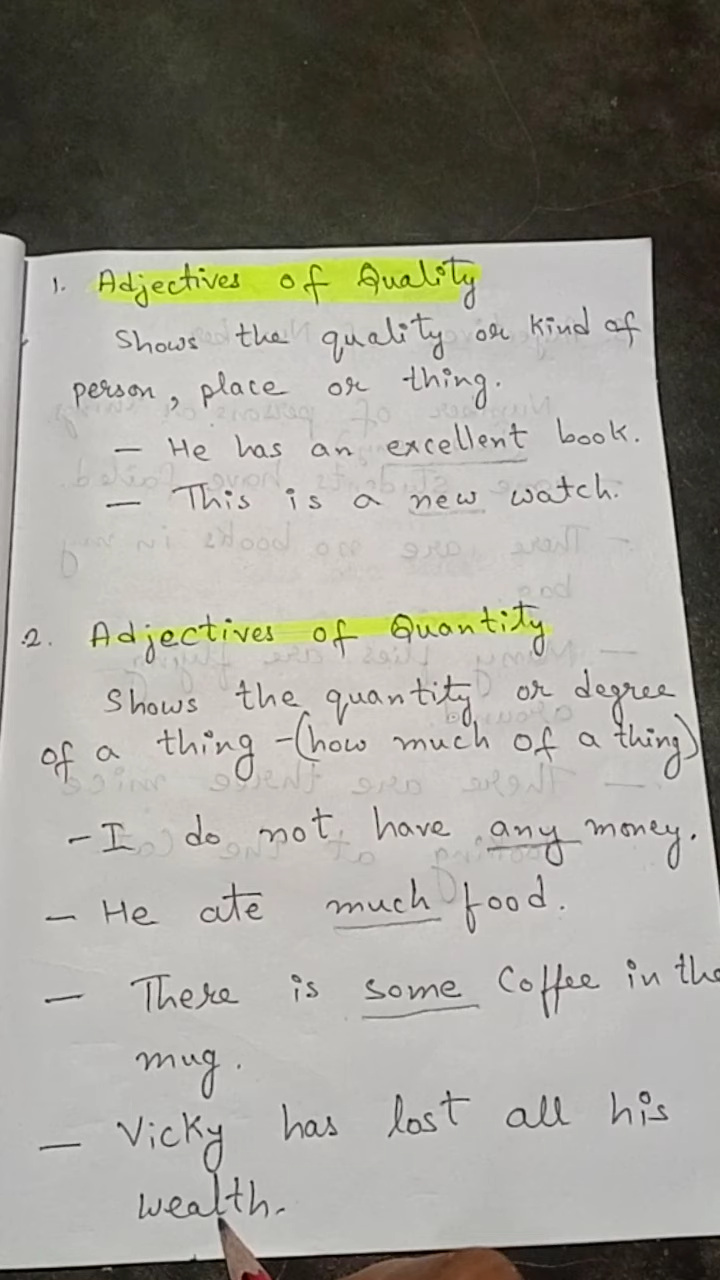 1. Adjectives of Quality
Shows the quality or kind of
person, place or thing.
— He has an excellent book.
— This is a new watch.
2. Adjectives of Quantity
Shows the quantity or degree
of a thing -(how much of a thing)
- I do not have any money.
— He ate much food.
— There is some Coffee in the
mug.
— Vicky has lost all his
wealth.